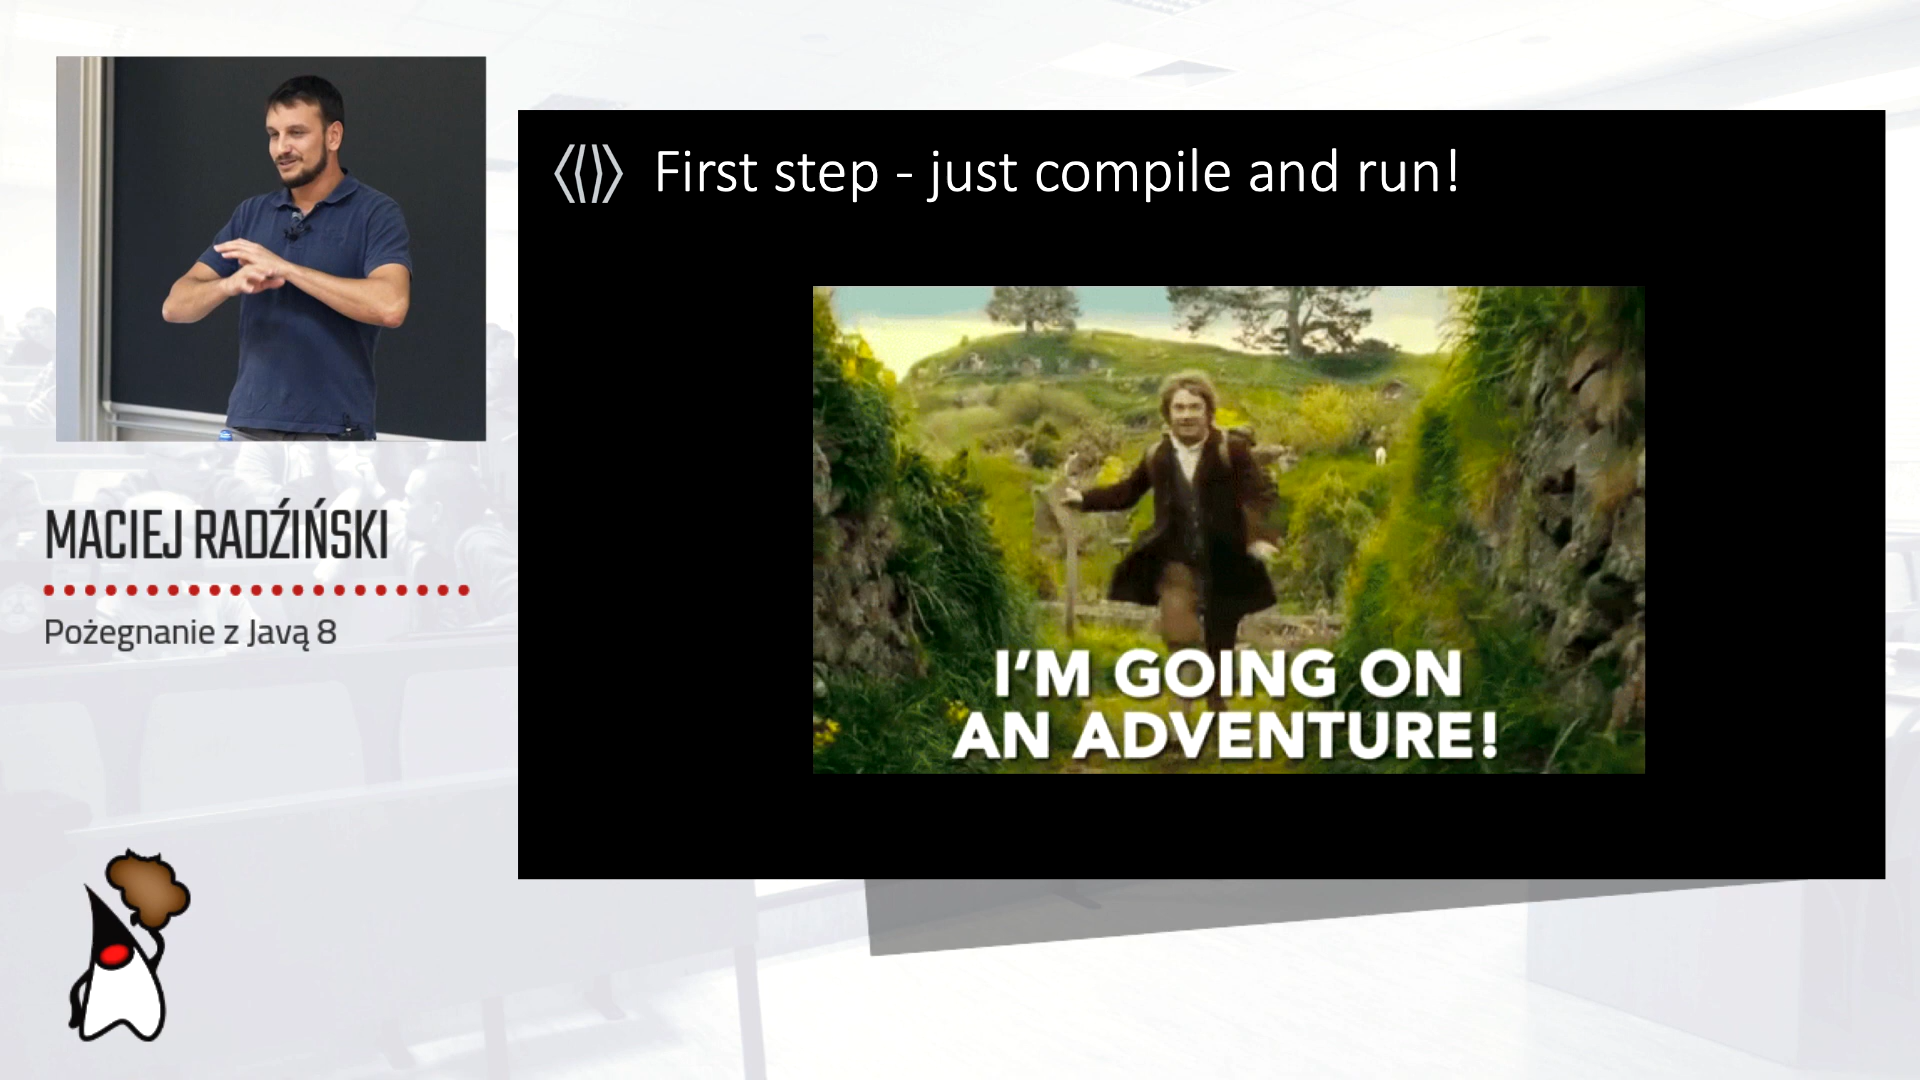 MACIEJ RADŹIŃSKI
Pożegnanie z Javą 8
First step - just compile and run!
I'M GOING ON
AN ADVENTURE!